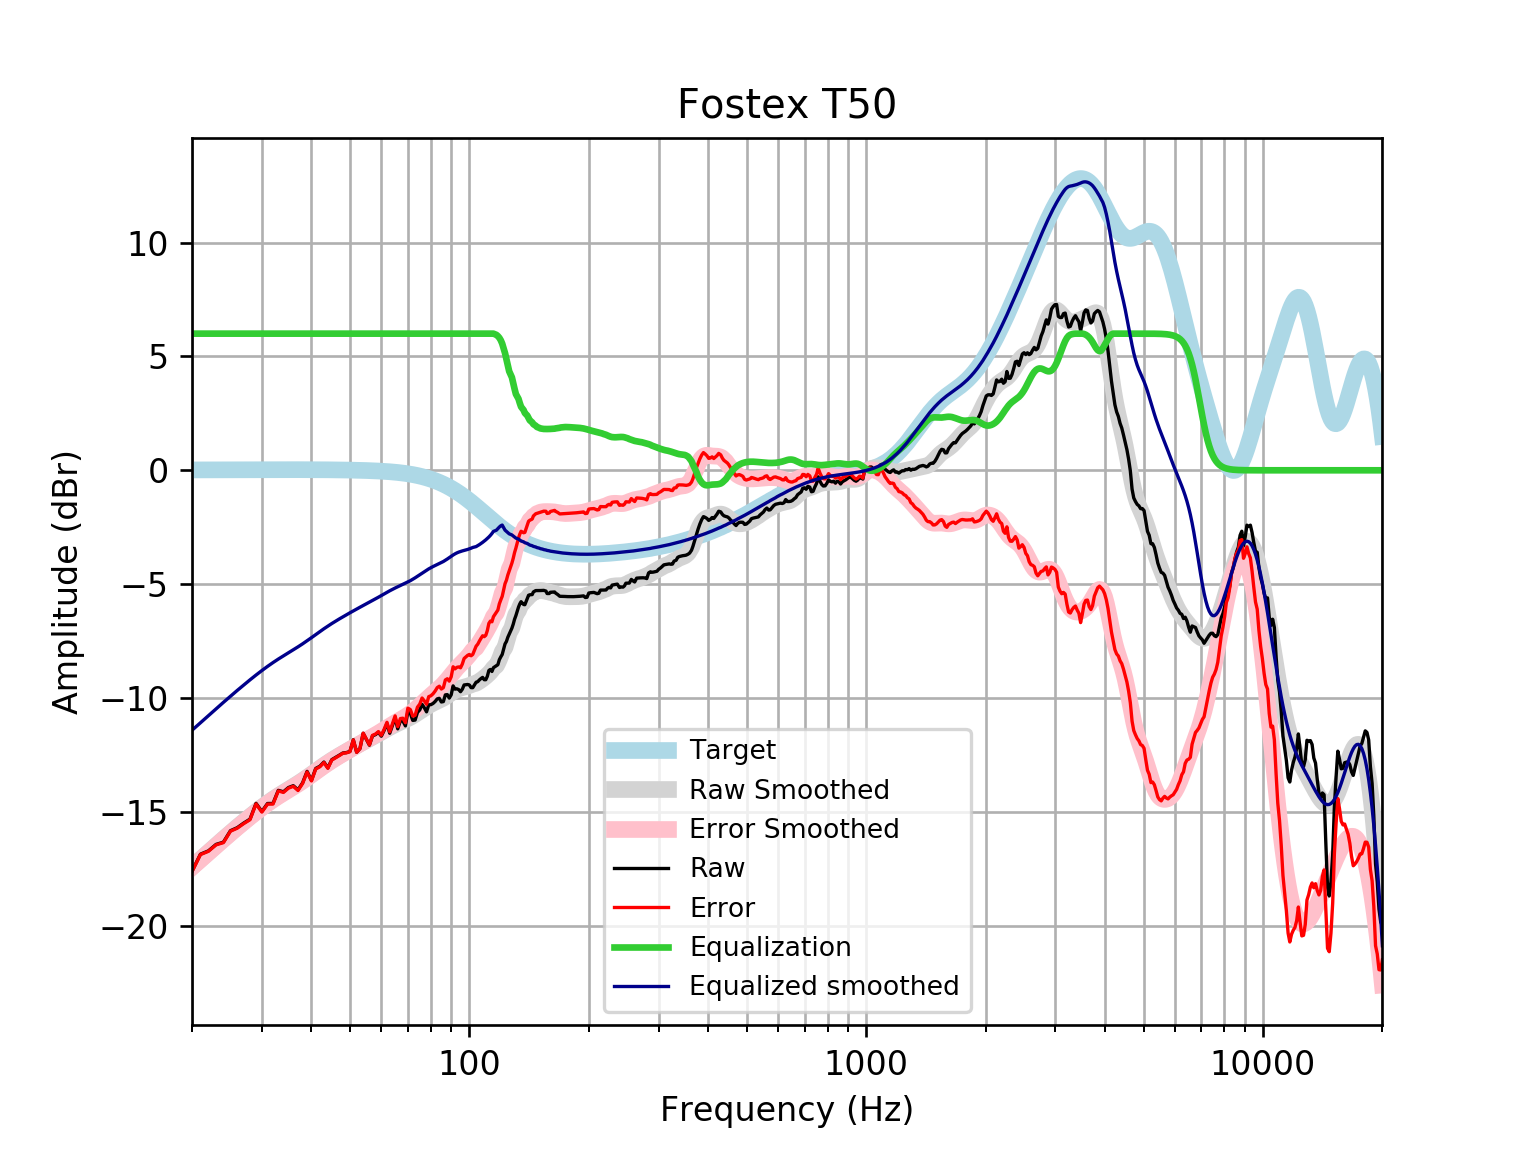 Fostex T50
Amplitude (dBr)
10
5
0
−5
−10
−15
−20
Target
Raw Smoothed
Error Smoothed
Raw
Error
Equalization
Equalized smoothed
100
1000
10000
Frequency (Hz)